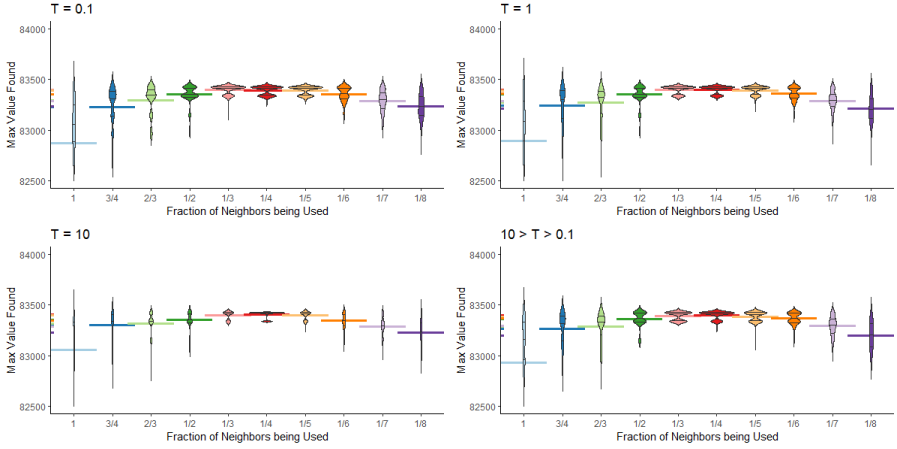 T = 0.1
84000
83500
83000
82500
Max Value Found
1 3/4 2/3 1/2 1/3 1/4 1/5 1/6 1/7 1/8
Fraction of Neighbors being Used
T = 1
84000
83500
83000
82500
Max Value Found
1 3/4 2/3 1/2 1/3 1/4 1/5 1/6 1/7 1/8
Fraction of Neighbors being Used
T = 10
84000
83500
83000
82500
Max Value Found
1 3/4 2/3 1/2 1/3 1/4 1/5 1/6 1/7 1/8
Fraction of Neighbors being Used
10 > T > 0.1
84000
83500
83000
82500
Max Value Found
1 3/4 2/3 1/2 1/3 1/4 1/5 1/6 1/7 1/8
Fraction of Neighbors being Used